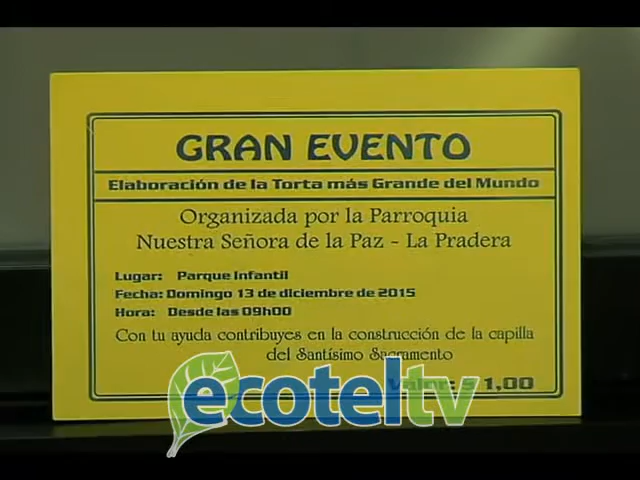 GRAN EVENTO
Elaboración de la Torta más Grande del Mundo
Organizada por la Parroquia
Nuestra Señora de la Paz - La Pradera
Lugar: Parque Infantil
Fecha: Domingo 13 de diciembre de 2015
Hora: Desde las 09h00
Con tu ayuda contribuyes en la construcción de la capilla
del Santísimo Sacramento
Valor: $ 1,00
ecoteltv